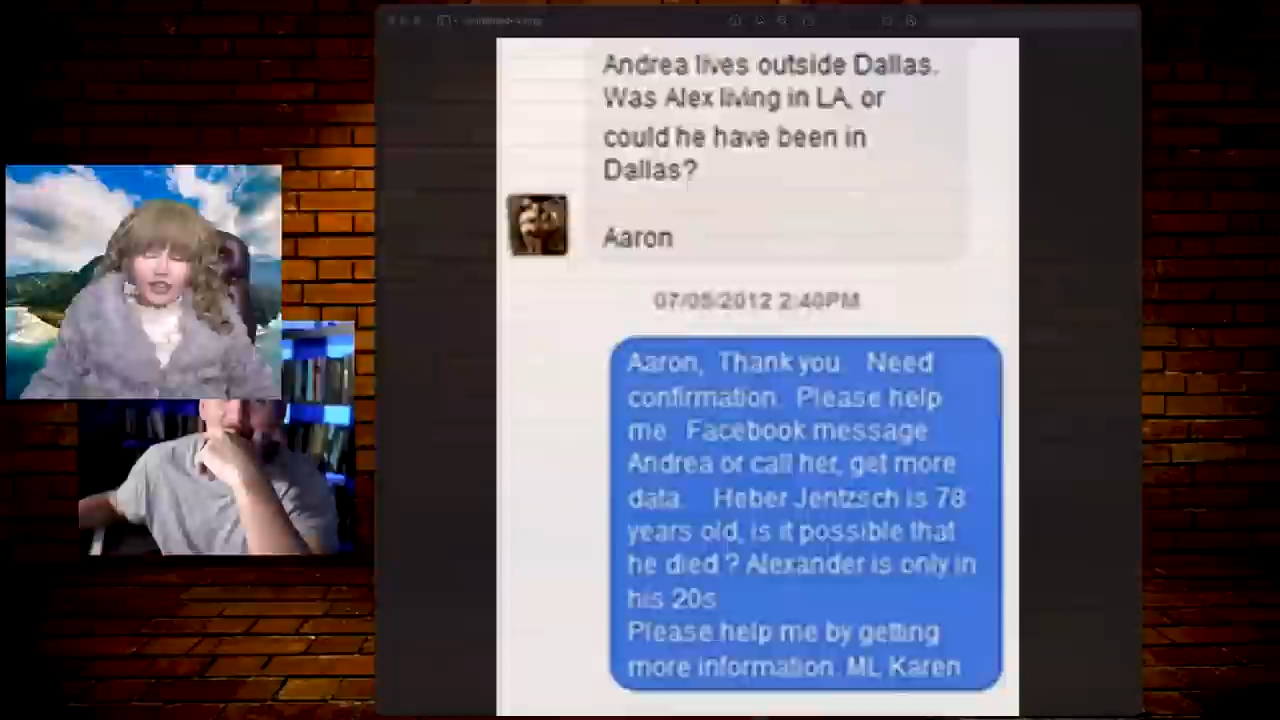 Andrea lives outside Dallas.
Was Alex living in LA, or
could he have been in
Dallas?
Aaron
07/05/2012 2:40PM
Aaron, Thank you. Need
confirmation. Please help
me. Facebook message
Andrea or call her, get more
data. Heber Jentzsch is 78
years old, is it possible that
he died ? Alexander is only in
his 20s
Please help me by getting
more information. ML Karen